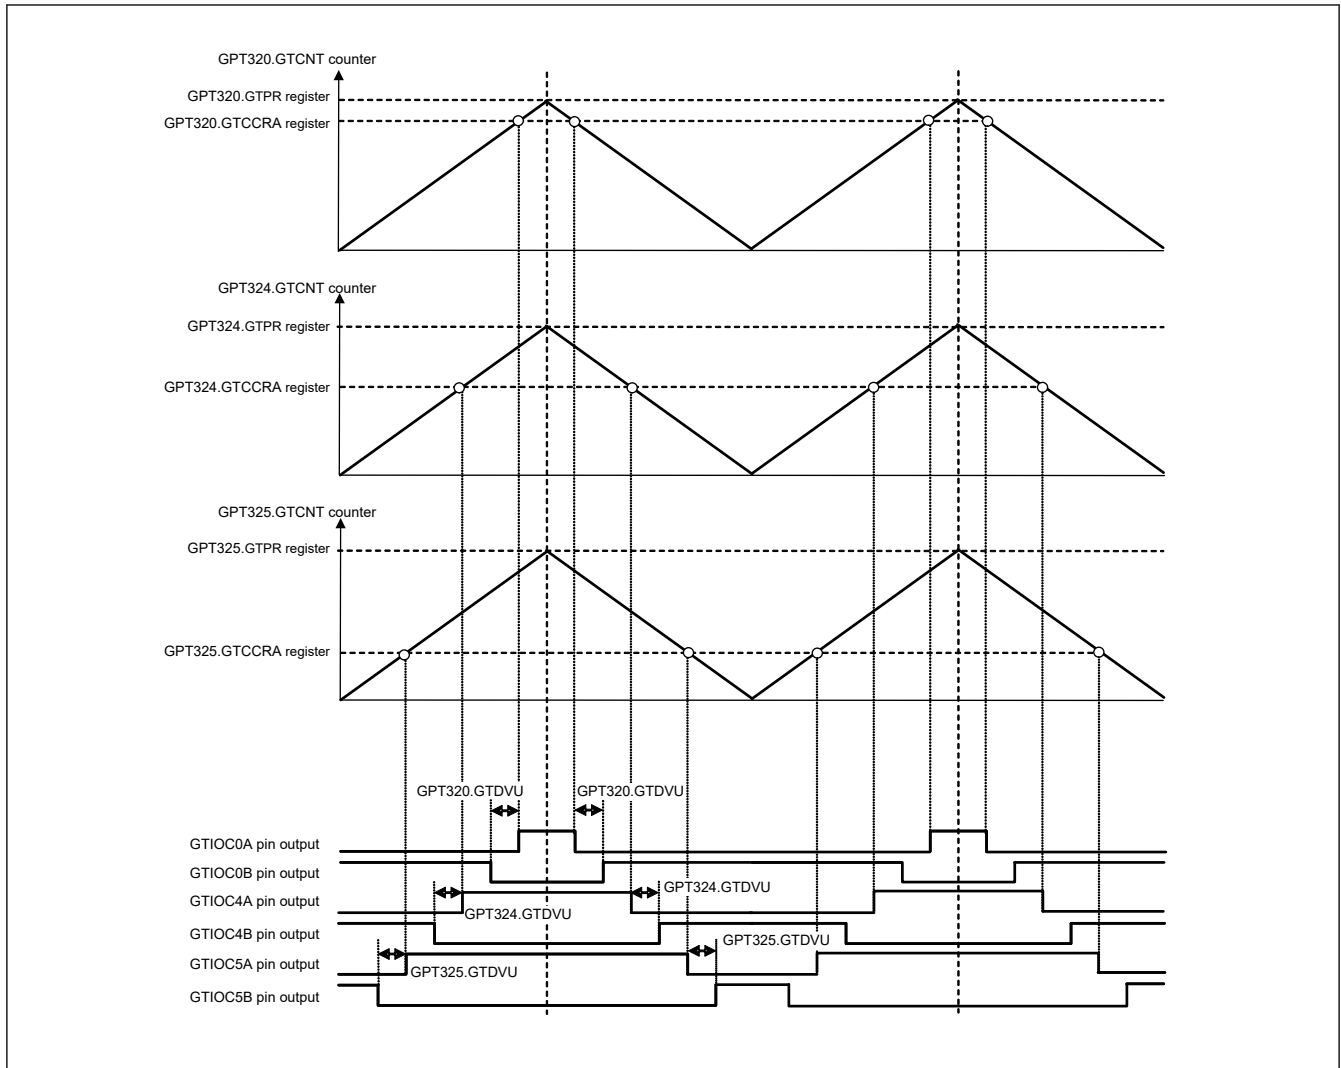 GPT320.GTCNT counter
GPT320.GTPR register
GPT320.GTCCRA register
GPT324.GTCNT counter
GPT324.GTPR register
GPT324.GTCCRA register
GPT325.GTCNT counter
GPT325.GTPR register
GPT325.GTCCRA register
GPT320.GTDVU GPT320.GTDVU
GTIOC0A pin output
GTIOC0B pin output
GPT324.GTDVU
GTIOC4A pin output
GPT324.GTDVU
GTIOC4B pin output
GPT325.GTDVU
GTIOC5A pin output
GPT325.GTDVU
GTIOC5B pin output